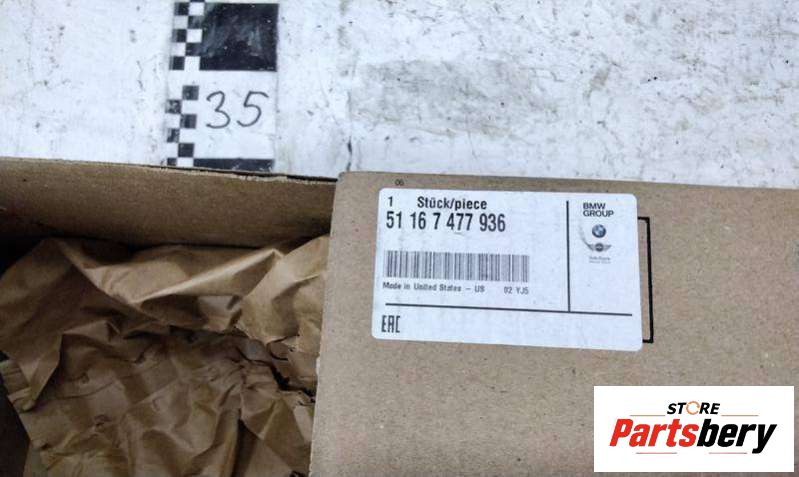 35
06
1 Stück/piece
51 16 7 477 936
BMW
GROUP
Made in United States - US 02 YJ5
EAC
STORE
Partsbery